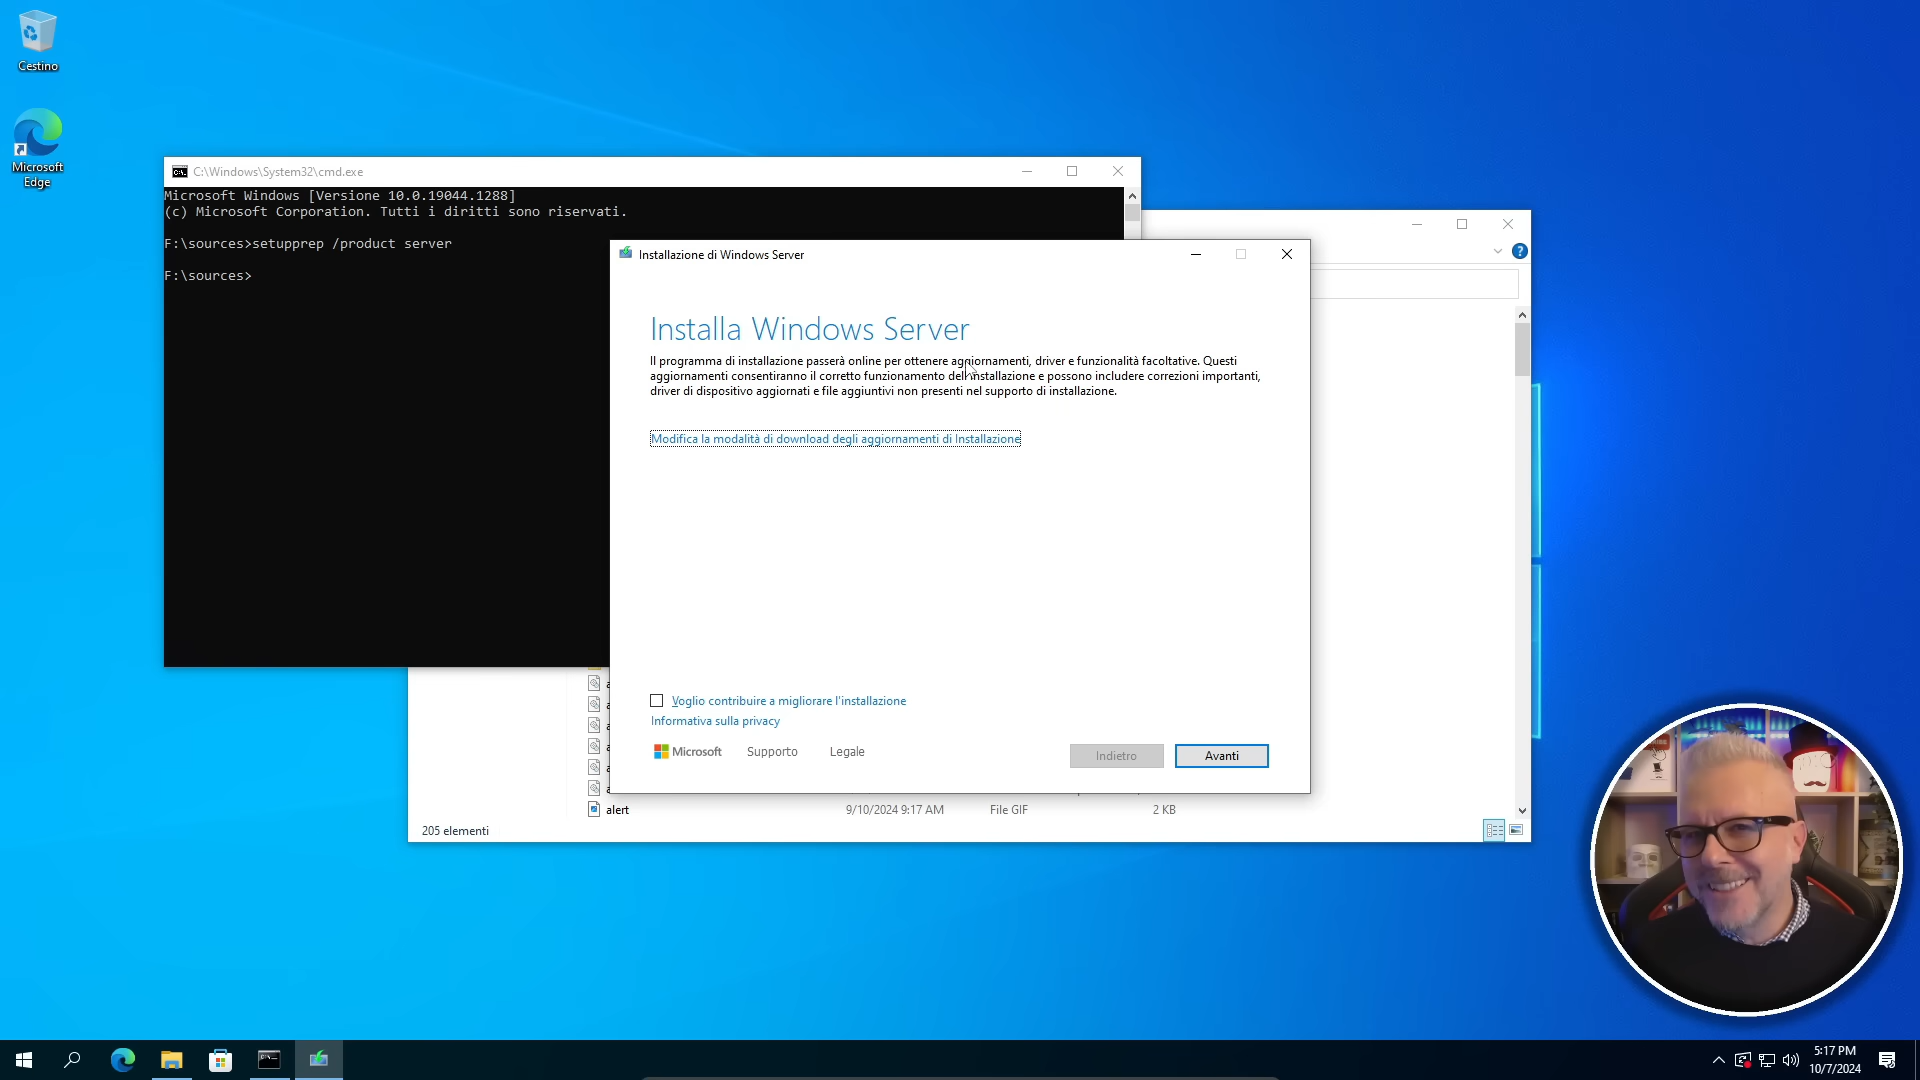 Cestino
Microsoft
Edge
C:\Windows\System32\cmd.exe
Microsoft Windows [Versione 10.0.19044.1288]
(c) Microsoft Corporation. Tutti i diritti sono riservati.
F:\sources>setupprep /product server
F:\sources>
Installazione di Windows Server
Installa Windows Server
Il programma di installazione passerà online per ottenere aggiornamenti, driver e funzionalità facoltative. Questi
aggiornamenti consentiranno il corretto funzionamento dell'installazione e possono includere correzioni importanti,
driver di dispositivo aggiornati e file aggiuntivi non presenti nel supporto di installazione.
Modifica la modalità di download degli aggiornamenti di Installazione
Voglio contribuire a migliorare l'installazione
Informativa sulla privacy
Microsoft Supporto Legale
Indietro Avanti
alert 9/10/2024 9:17 AM File GIF 2 KB
205 elementi
5:17 PM
10/7/2024